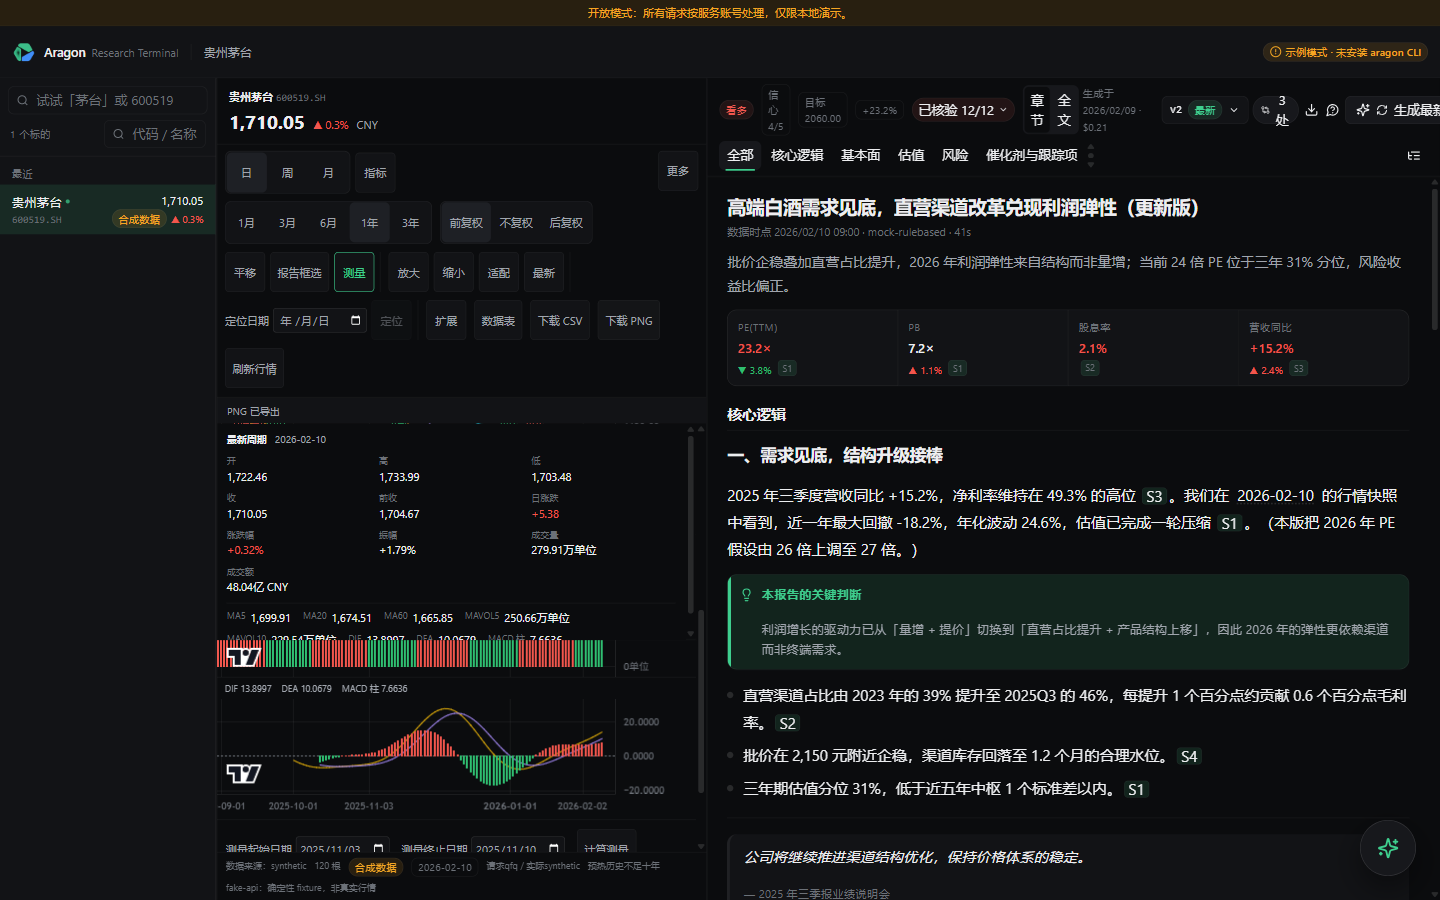 开放模式：所有请求按服务账号处理，仅限本地演示。
Aragon Research Terminal 贵州茅台
示例模式 · 未安装 aragon CLI
试试「茅台」或 600519
1 个标的
代码 / 名称
最近
贵州茅台 1,710.05
600519.SH 合成数据 ▲ 0.3%
贵州茅台 600519.SH
1,710.05 ▲ 0.3% CNY
日 周 月 指标 更多
1月 3月 6月 1年 3年 前复权 不复权 后复权
平移 报告框选 测量 放大 缩小 适配 最新
定位日期 年 /月/日 定位 扩展 数据表 下载 CSV 下载 PNG
刷新行情
PNG 已导出
最新周期 2026-02-10
开 高 低
1,722.46 1,733.99 1,703.48
收 前收 日涨跌
1,710.05 1,704.67 +5.38
涨跌幅 振幅 成交量
+0.32% +1.79% 279.91万单位
成交额
48.04亿 CNY
MA5 1,699.91 MA20 1,674.51 MA60 1,665.85 MAVOL5 250.66万单位
MAVOL10 229.54万单位 DIF 13.8997 DEA 10.0679 MACD 柱 7.6636
0单位
DIF 13.8997 DEA 10.0679 MACD 柱 7.6636
20.0000
0.0000
-20.0000
-09-01 2025-10-01 2025-11-03 2026-01-01 2026-02-02
测量起始日期 2025/11/03 测量终止日期 2025/11/10 计算测量
数据来源：synthetic 120 根 合成数据 2026-02-10 请求qfq / 实际synthetic 预热历史不足十年
fake-api：确定性 fixture，非真实行情
看多
信心
4/5
目标
2060.00
+23.2%
已核验 12/12
章节
全文
生成于
2026/02/09 ·
$0.21
v2 最新
3处
生成最新
全部 核心逻辑 基本面 估值 风险 催化剂与跟踪项
高端白酒需求见底，直营渠道改革兑现利润弹性（更新版）
数据时点 2026/02/10 09:00 · mock-rulebased · 41s
批价企稳叠加直营占比提升，2026 年利润弹性来自结构而非量增；当前 24 倍 PE 位于三年 31% 分位，风险收
益比偏正。
PE(TTM) PB 股息率 营收同比
23.2× 7.2× 2.1% +15.2%
▼ 3.8% S1 ▲ 1.1% S1 S2 ▲ 2.4% S3
核心逻辑
一、需求见底，结构升级接棒
2025 年三季度营收同比 +15.2%，净利率维持在 49.3% 的高位 S3 。我们在 2026-02-10 的行情快照
中看到，近一年最大回撤 -18.2%，年化波动 24.6%，估值已完成一轮压缩 S1 。（本版把 2026 年 PE
假设由 26 倍上调至 27 倍。)
本报告的关键判断
利润增长的驱动力已从「量增 + 提价」切换到「直营占比提升 + 产品结构上移」，因此 2026 年的弹性更依赖渠道
而非终端需求。
直营渠道占比由 2023 年的 39% 提升至 2025Q3 的 46%，每提升 1 个百分点约贡献 0.6 个百分点毛利
率。 S2
批价在 2,150 元附近企稳，渠道库存回落至 1.2 个月的合理水位。 S4
三年期估值分位 31%，低于近五年中枢 1 个标准差以内。 S1
公司将继续推进渠道结构优化，保持价格体系的稳定。
— 2025 年三季报业绩说明会